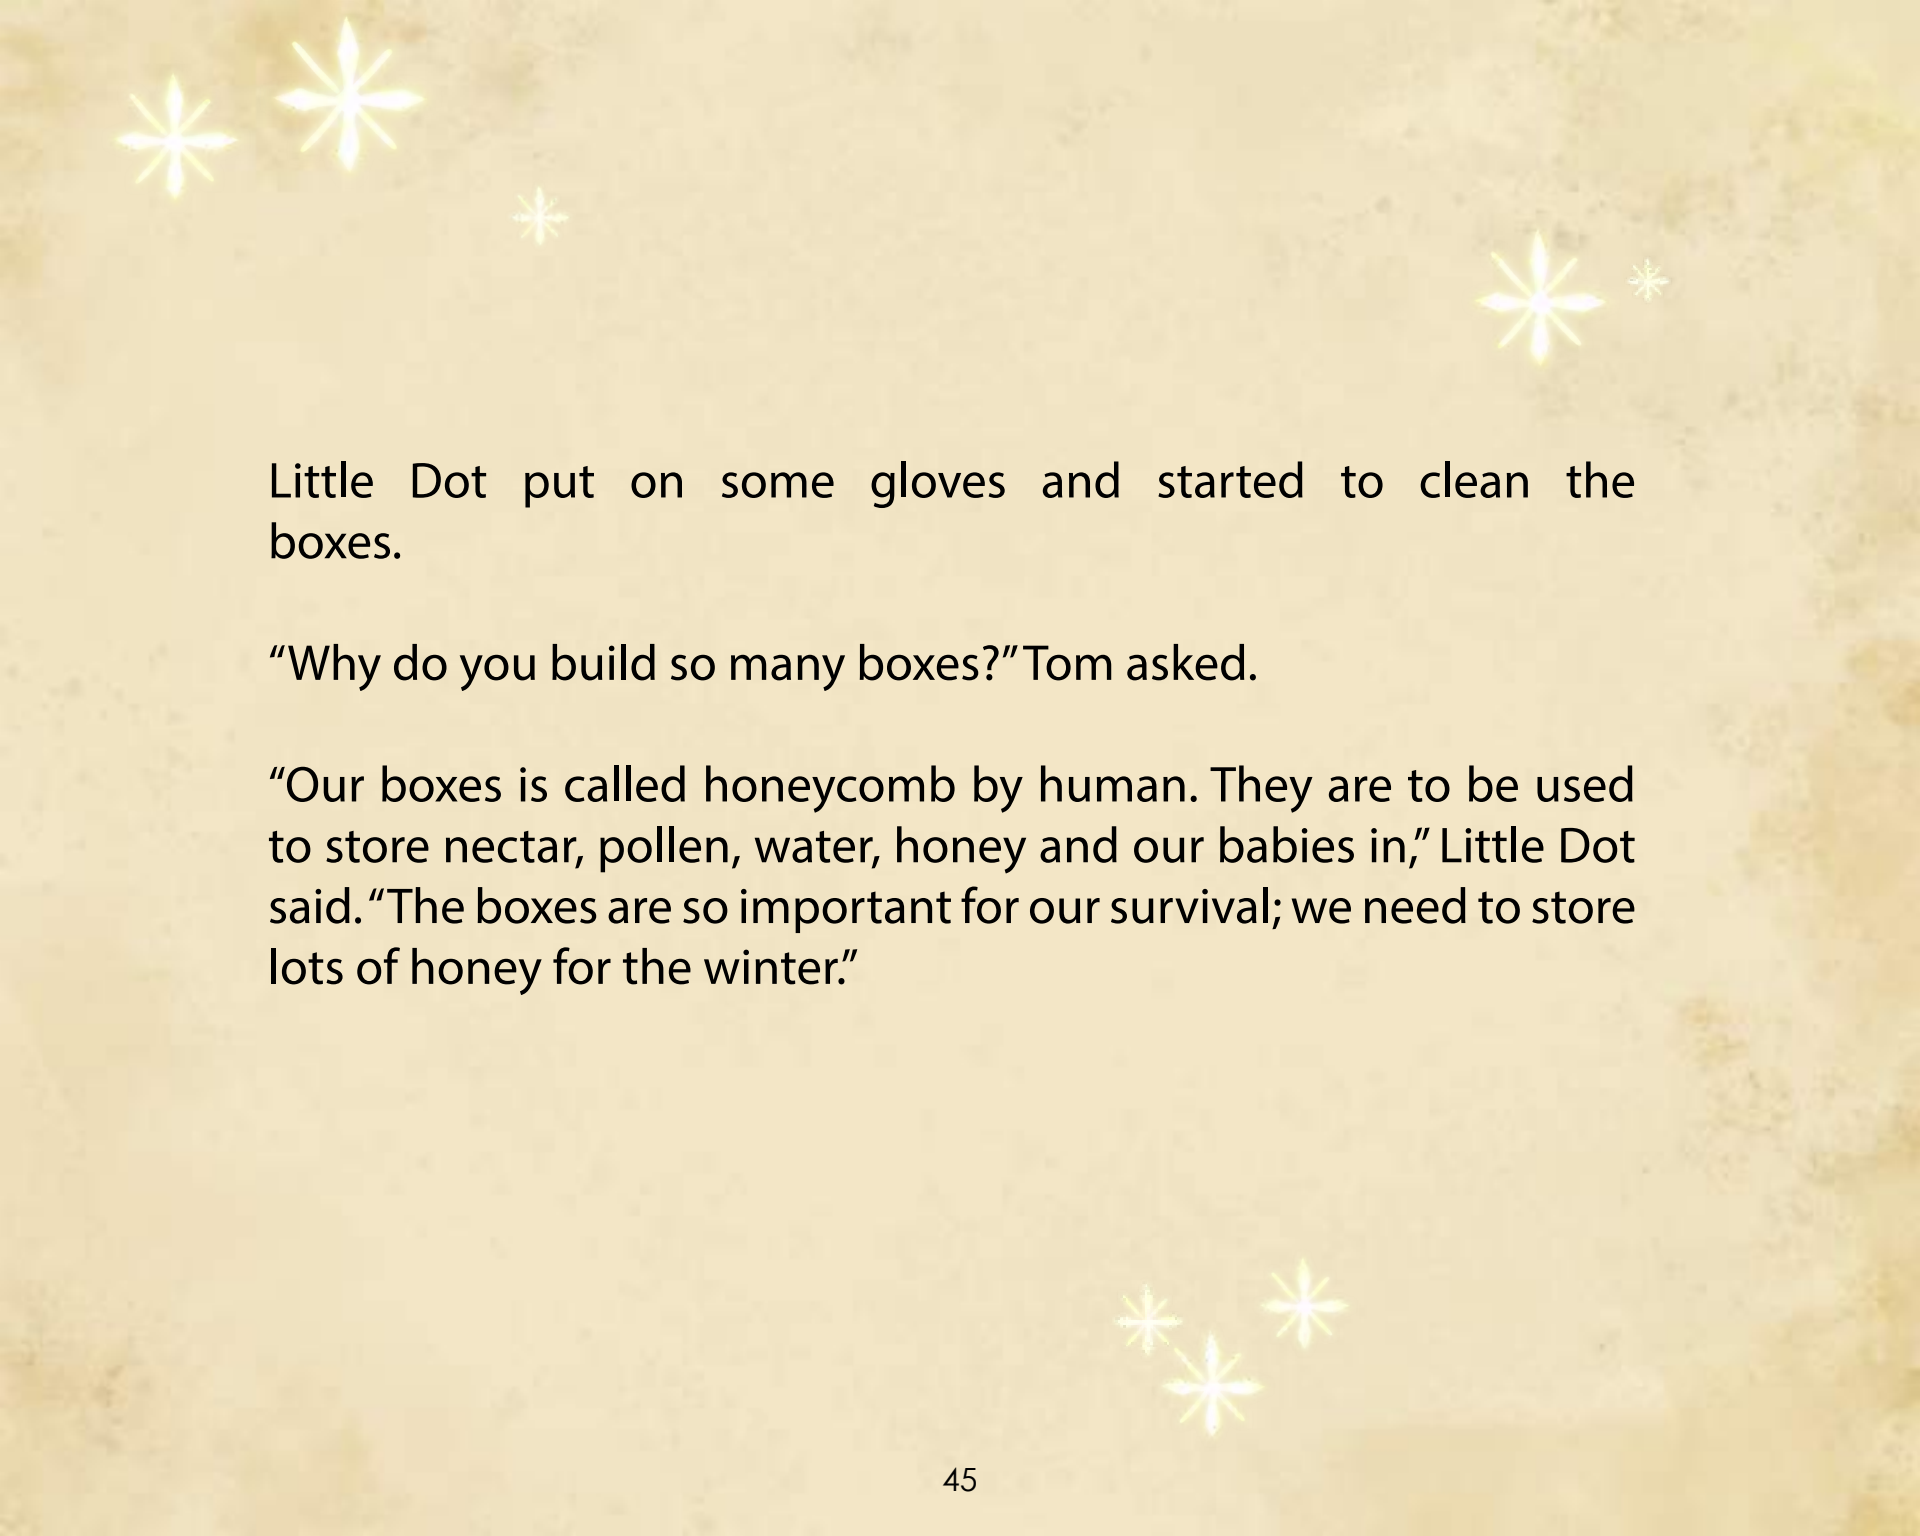 Little Dot put on some gloves and started to clean the
boxes.
“Why do you build so many boxes?” Tom asked.
“Our boxes is called honeycomb by human. They are to be used
to store nectar, pollen, water, honey and our babies in,” Little Dot
said. “The boxes are so important for our survival; we need to store
lots of honey for the winter.”
45